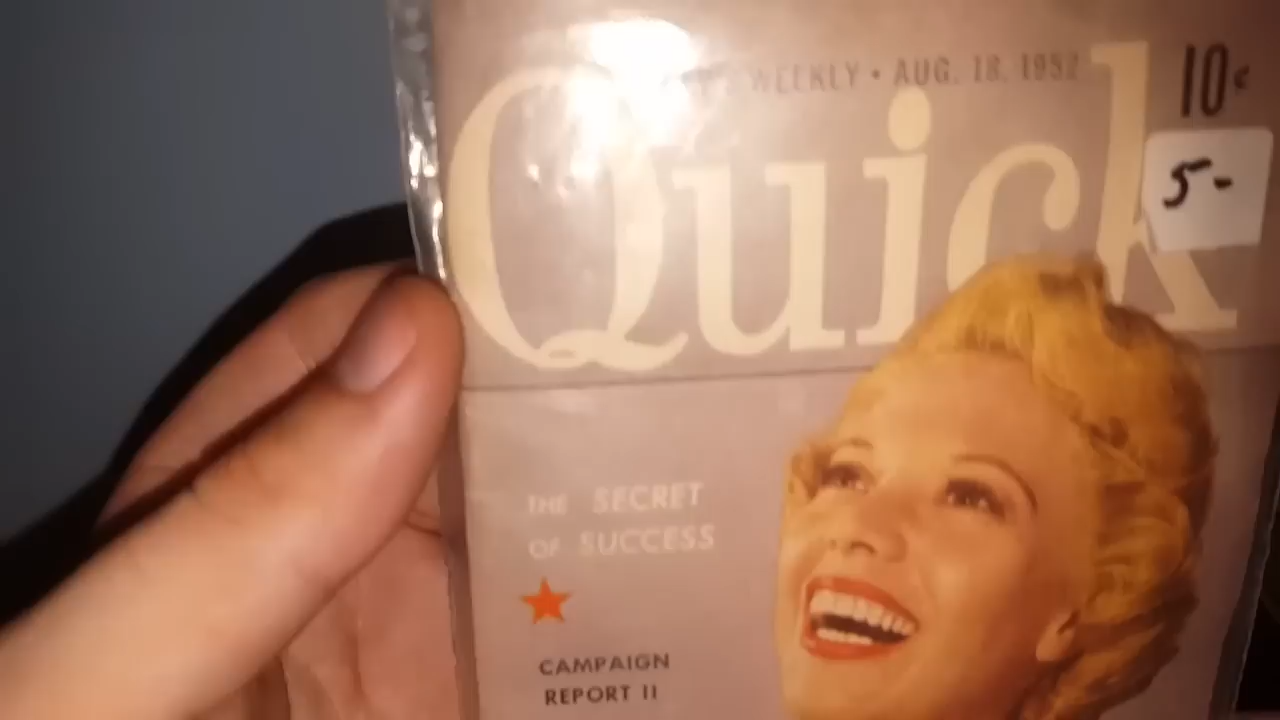 WEEKLY • AUG. 18, 1952
10¢
Quick
5-
THE SECRET
OF SUCCESS
CAMPAIGN
REPORT II